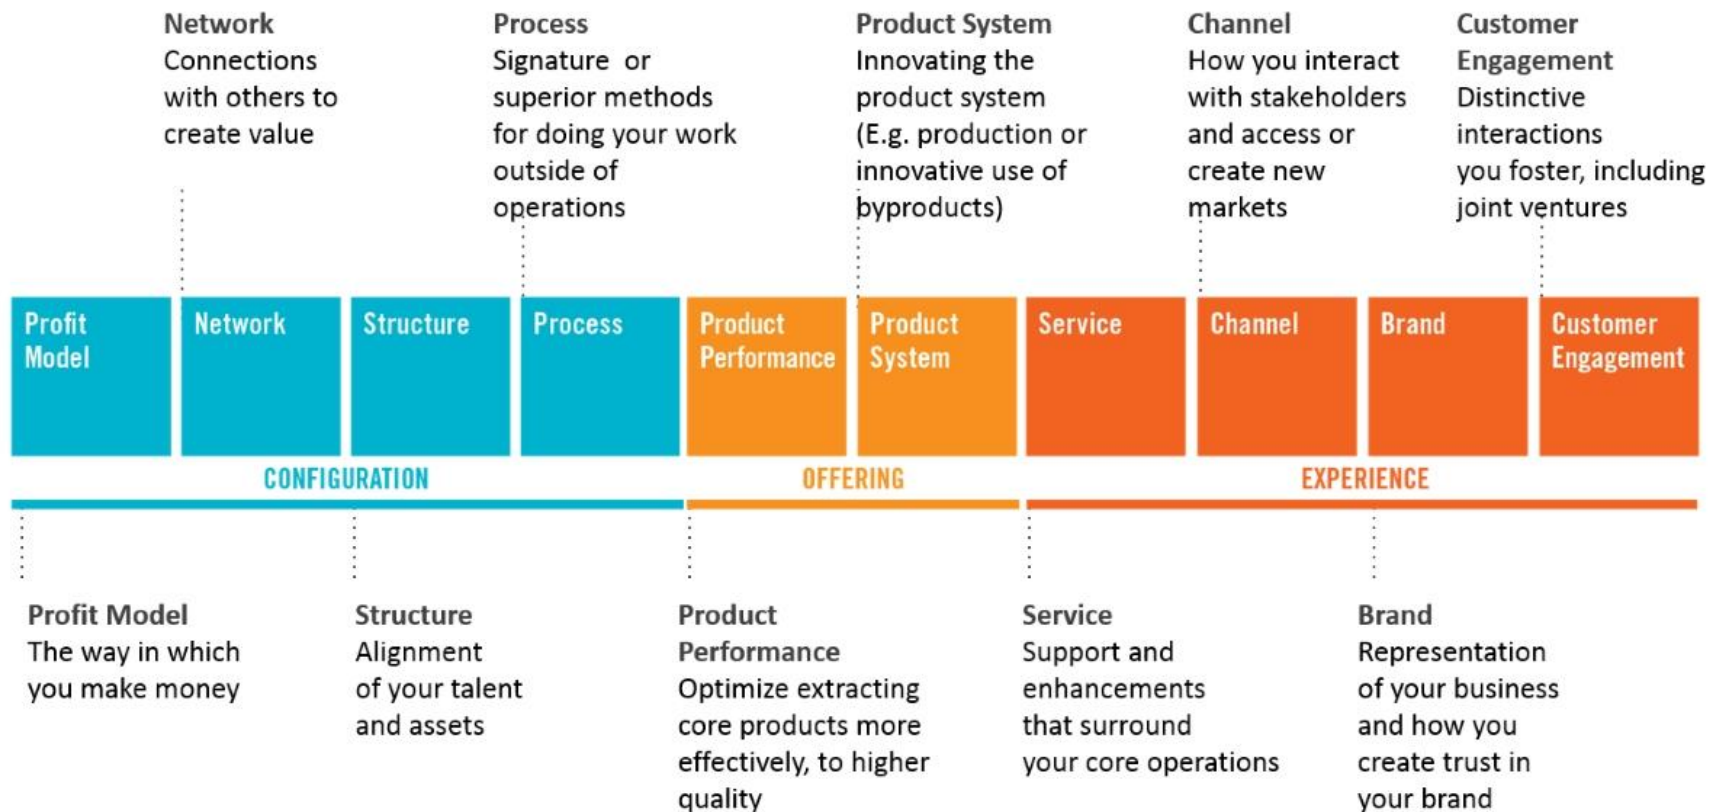 Network
Connections
with others to
create value
Process
Signature or
superior methods
for doing your work
outside of
operations
Product System
Innovating the
product system
(E.g. production or
innovative use of
byproducts)
Channel
How you interact
with stakeholders
and access or
create new
markets
Customer
Engagement
Distinctive
interactions
you foster, including
joint ventures
Profit
Model
Network
Structure
Process
Product
Performance
Product
System
Service
Channel
Brand
Customer
Engagement
CONFIGURATION
OFFERING
EXPERIENCE
Profit Model
The way in which
you make money
Structure
Alignment
of your talent
and assets
Product
Performance
Optimize extracting
core products more
effectively, to higher
quality
Service
Support and
enhancements
that surround
your core operations
Brand
Representation
of your business
and how you
create trust in
your brand